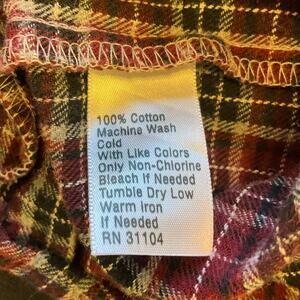 100% Cotton
Machine Wash
Cold
With Like Colors
Only Non-Chlorine
Bleach If Needed
Tumble Dry Low
Warm Iron
If Needed
RN 31104